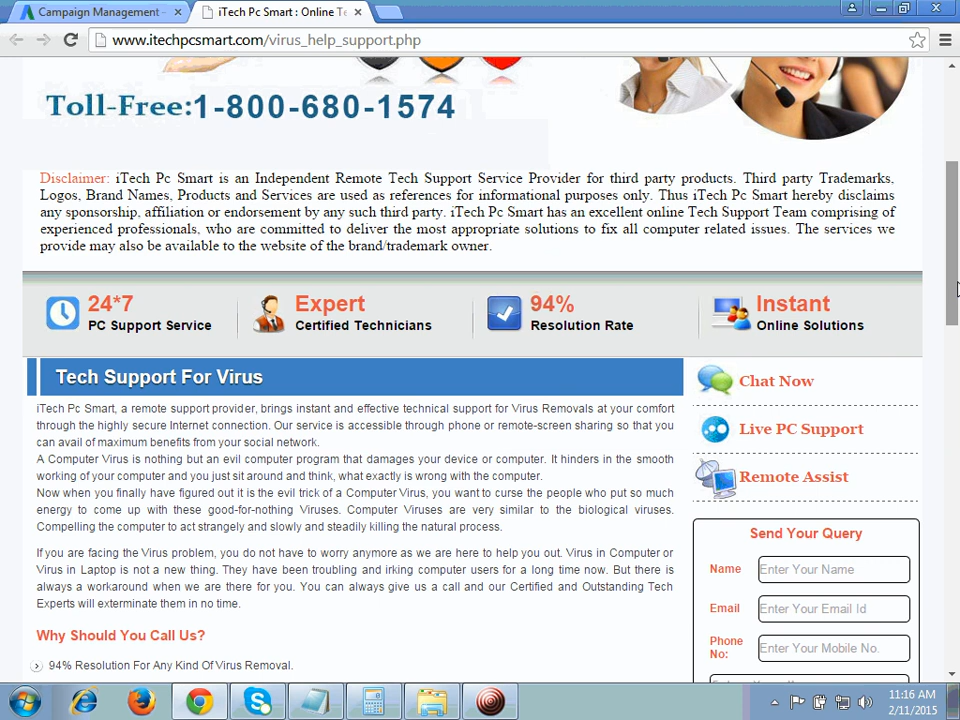 Campaign Management -
iTech Pc Smart : Online Te
www.itechpcsmart.com/virus_help_support.php
Toll-Free:1-800-680-1574
Disclaimer: iTech Pc Smart is an Independent Remote Tech Support Service Provider for third party products. Third party Trademarks,
Logos, Brand Names, Products and Services are used as references for informational purposes only. Thus iTech Pc Smart hereby disclaims
any sponsorship, affiliation or endorsement by any such third party. iTech Pc Smart has an excellent online Tech Support Team comprising of
experienced professionals, who are committed to deliver the most appropriate solutions to fix all computer related issues. The services we
provide may also be available to the website of the brand/trademark owner.
24*7
PC Support Service
Expert
Certified Technicians
94%
Resolution Rate
Instant
Online Solutions
Tech Support For Virus
iTech Pc Smart, a remote support provider, brings instant and effective technical support for Virus Removals at your comfort
through the highly secure Internet connection. Our service is accessible through phone or remote-screen sharing so that you
can avail of maximum benefits from your social network.
A Computer Virus is nothing but an evil computer program that damages your device or computer. It hinders in the smooth
working of your computer and you just sit around and think, what exactly is wrong with the computer.
Now when you finally have figured out it is the evil trick of a Computer Virus, you want to curse the people who put so much
energy to come up with these good-for-nothing Viruses. Computer Viruses are very similar to the biological viruses.
Compelling the computer to act strangely and slowly and steadily killing the natural process.
If you are facing the Virus problem, you do not have to worry anymore as we are here to help you out. Virus in Computer or
Virus in Laptop is not a new thing. They have been troubling and irking computer users for a long time now. But there is
always a workaround when we are there for you. You can always give us a call and our Certified and Outstanding Tech
Experts will exterminate them in no time.
Why Should You Call Us?
94% Resolution For Any Kind Of Virus Removal.
Chat Now
Live PC Support
Remote Assist
Send Your Query
Name
Enter Your Name
Email
Enter Your Email Id
Phone
No:
Enter Your Mobile No.
11:16 AM
2/11/2015